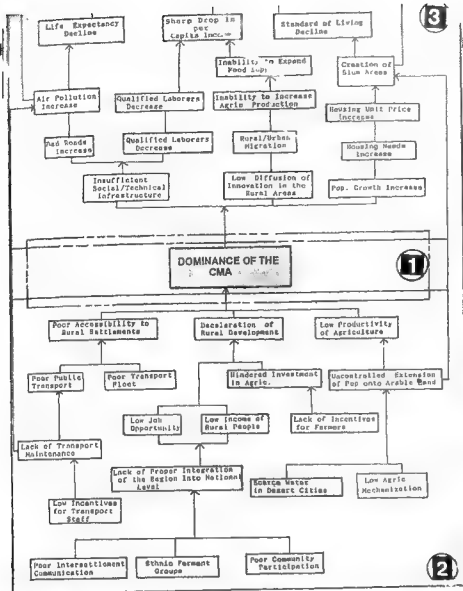 3
Life Expectancy
Decline
Sharp Drop in
per
Capita
Standard of Living
Decline
Inability to Expand
Food
Creation of
Slum Areas
Air Pollution
Increase
Qualified Laborers
Decrease
Inability to Increase
Agric Production
Housing Unit Price
Increase
Bad Roads
Increase
Qualified Laborers
Decrease
Rural/Urban
Migration
Housing Needs
Increase
Insufficient
Social/Technical
Infrastructure
Low Diffusion of
Innovation in the
Rural Areas
Pop. Growth Increase
DOMINANCE OF THE
CMA
1
Poor Accessibility to
Rural Settlements
Decelaration of
Rural Development
Low Productivity
of Agriculture
Poor Public
Transport
Poor Transport
Fleet
Hindered Investment
in Agric.
Uncontrolled Extension
of Pop onto Arable Land
Low Job
Opportunity
Low Income of
Rural People
Lack of Incentives
for Farmers
Lack of Transport
Maintenance
Lack of Proper Integration
of the Region Into National
Level
Scarce Water
in Desert Cities
Low Agric
Mechanization
Low Incentives
for Transport
Staff
Poor Intersettlement
Communication
Ethnic Ferment
Groups
Poor Community
Participation
2